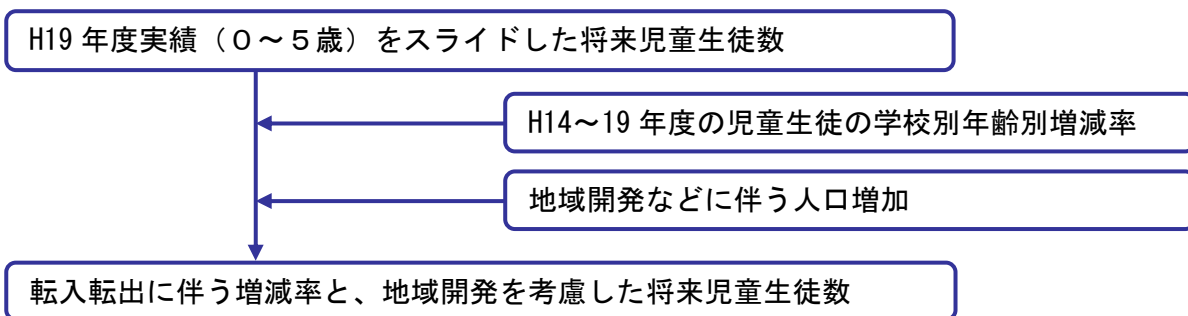 H19 年度実績（０～５歳）をスライドした将来児童生徒数
H14～19 年度の児童生徒の学校別年齢別増減率
地域開発などに伴う人口増加
転入転出に伴う増減率と、地域開発を考慮した将来児童生徒数